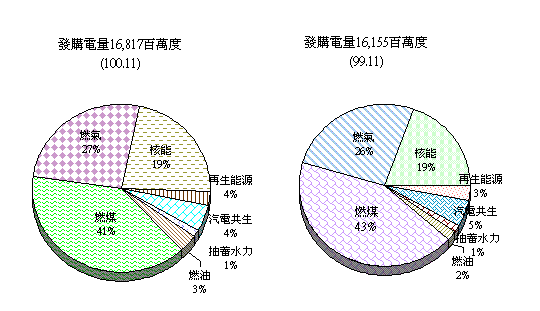 發購電量16,817百萬度
(100.11)
燃氣
27%
核能
19%
再生能源
4%
汽電共生
4%
抽蓄水力
1%
燃油
3%
燃煤
41%
發購電量16,155百萬度
(99.11)
燃氣
26%
核能
19%
再生能源
3%
汽電共生
5%
抽蓄水力
1%
燃油
2%
燃煤
43%